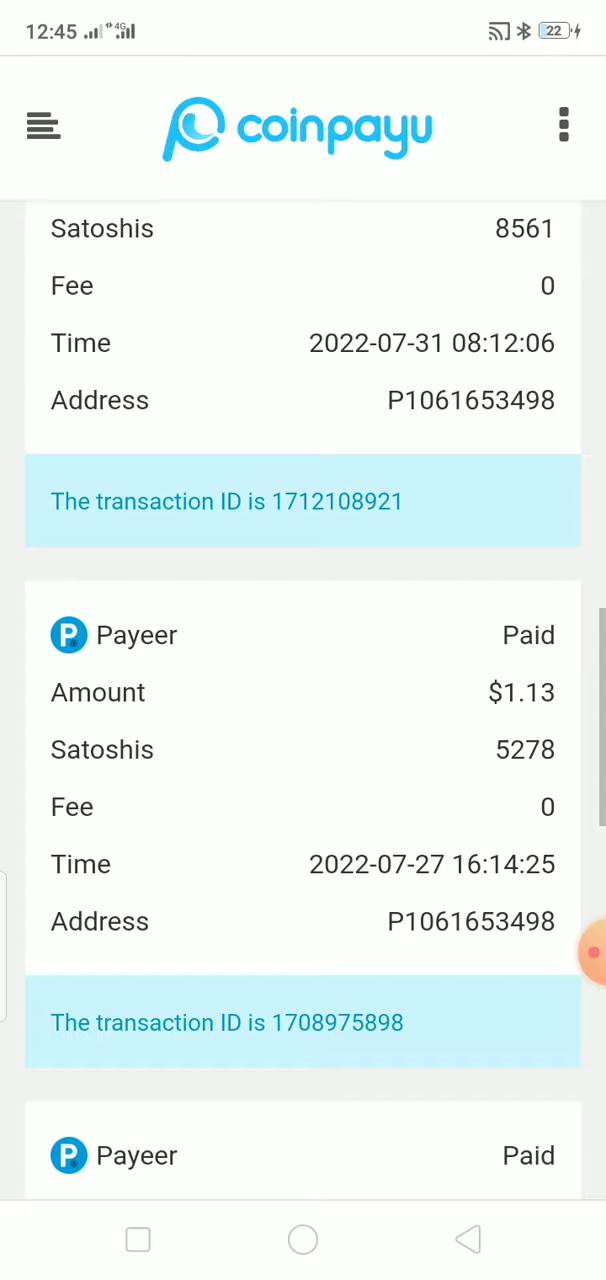 12:45 4G 22
coinpayu
Satoshis 8561
Fee 0
Time 2022-07-31 08:12:06
Address P1061653498
The transaction ID is 1712108921
P Payeer Paid
Amount $1.13
Satoshis 5278
Fee 0
Time 2022-07-27 16:14:25
Address P1061653498
The transaction ID is 1708975898
P Payeer Paid